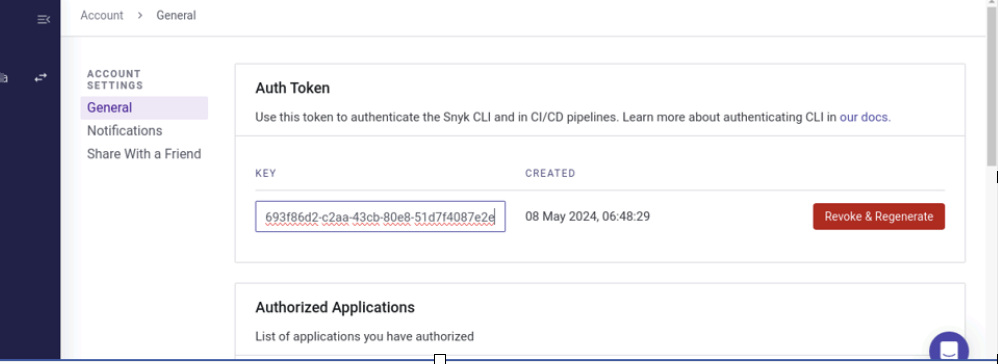 Account > General
ACCOUNT
SETTINGS
General
Notifications
Share With a Friend
Auth Token
Use this token to authenticate the Snyk CLI and in CI/CD pipelines. Learn more about authenticating CLI in our docs.
KEY CREATED
693f86d2-c2aa-43cb-80e8-51d7f4087e2e 08 May 2024, 06:48:29 Revoke & Regenerate
Authorized Applications
List of applications you have authorized